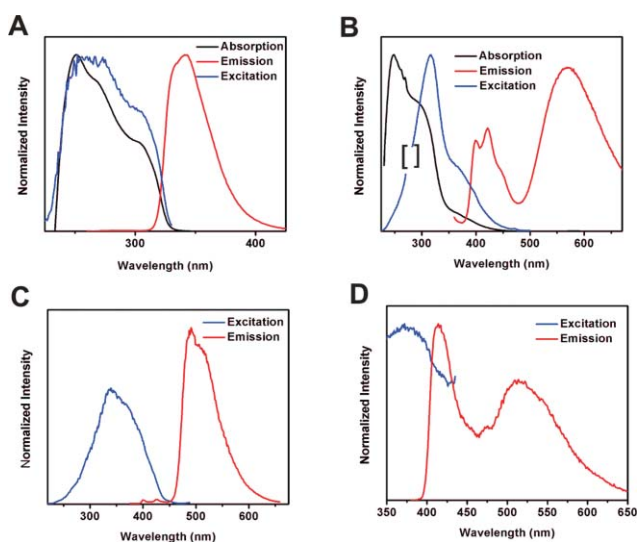 A
Absorption
Emission
Excitation
Normalized Intensity
300 400
Wavelength (nm)
B
Absorption
Emission
Excitation
[ ]
Normalized Intensity
300 400 500 600
Wavelength (nm)
C
Excitation
Emission
Normalized Intensity
300 400 500 600
Wavelength (nm)
D
Excitation
Emission
Normalized Intensity
350 400 450 500 550 600 650
Wavelength (nm)